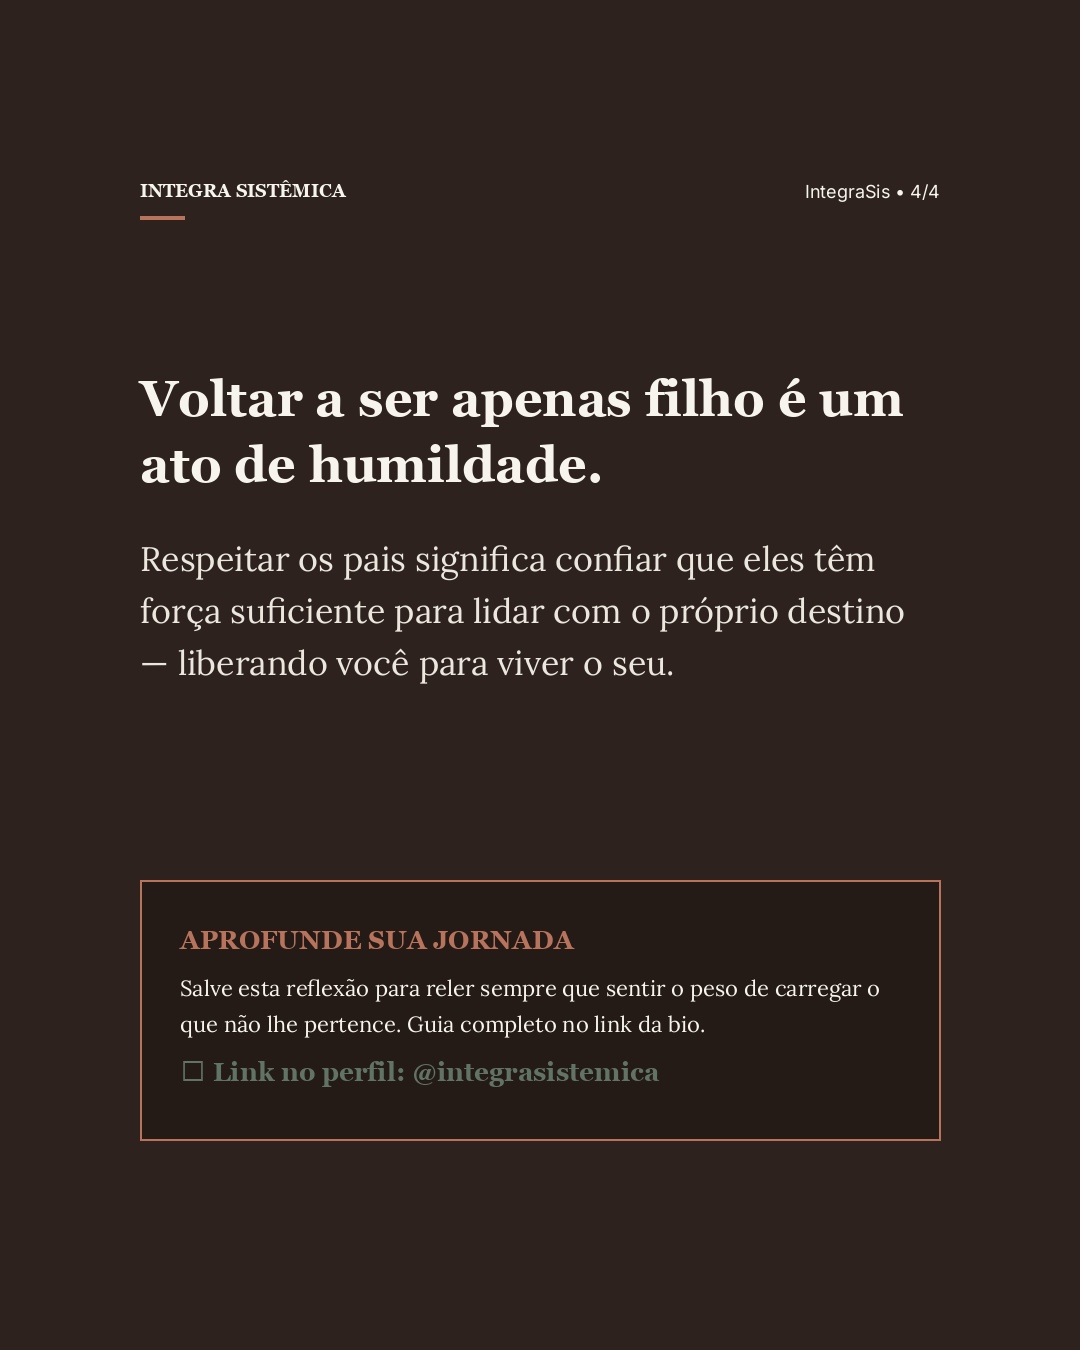 INTEGRA SISTÊMICA
IntegraSis • 4/4
Voltar a ser apenas filho é um
ato de humildade.
Respeitar os pais significa confiar que eles têm
força suficiente para lidar com o próprio destino
— liberando você para viver o seu.
APROFUNDE SUA JORNADA
Salve esta reflexão para reler sempre que sentir o peso de carregar o
que não lhe pertence. Guia completo no link da bio.
☐ Link no perfil: @integrasistemica